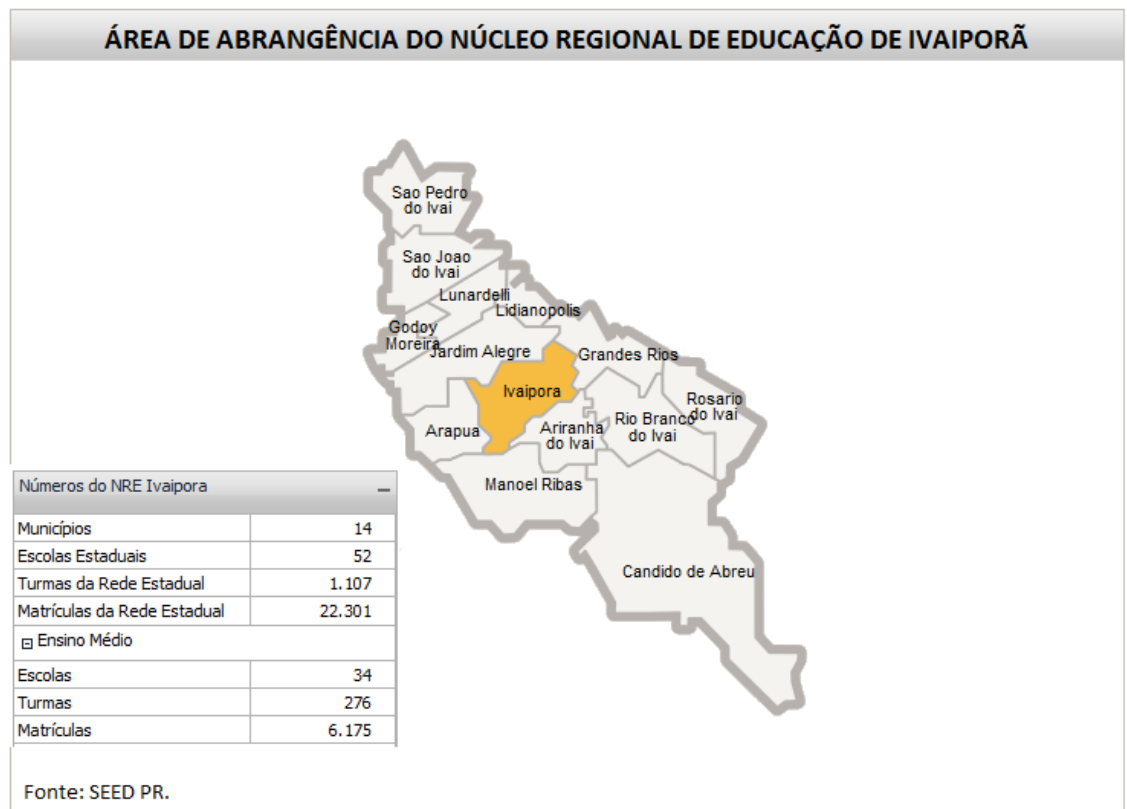 ÁREA DE ABRANGÊNCIA DO NÚCLEO REGIONAL DE EDUCAÇÃO DE IVAIPORÃ
Sao Pedro
do Ivai
Sao Joao
do Ivai
Lunardelli
Lidianopolis
Godoy
Moreira
Jardim Alegre
Grandes Rios
Ivaipora
Rosario
do Ivai
Arapua
Ariranha
do Ivai
Rio Branco
do Ivai
Manoel Ribas
Candido de Abreu
Números do NRE Ivaipora
Municípios 14
Escolas Estaduais 52
Turmas da Rede Estadual 1.107
Matrículas da Rede Estadual 22.301
Ensino Médio
Escolas 34
Turmas 276
Matrículas 6.175
Fonte: SEED PR.